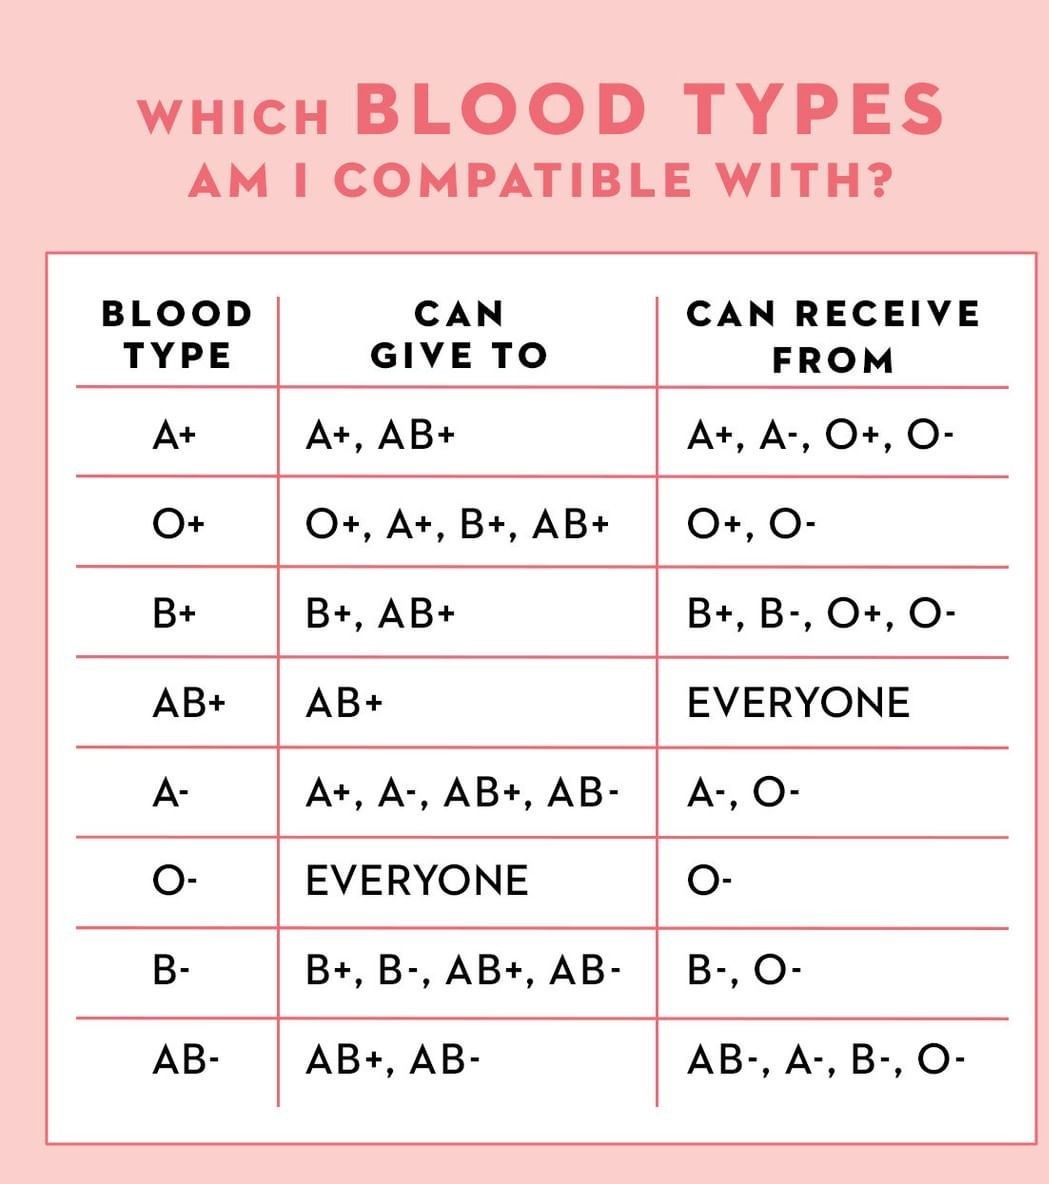 WHICH BLOOD TYPES
AM I COMPATIBLE WITH?
BLOOD TYPE CAN GIVE TO CAN RECEIVE FROM
A+ A+, AB+ A+, A-, O+, O-
O+ O+, A+, B+, AB+ O+, O-
B+ B+, AB+ B+, B-, O+, O-
AB+ AB+ EVERYONE
A- A+, A-, AB+, AB- A-, O-
O- EVERYONE O-
B- B+, B-, AB+, AB- B-, O-
AB- AB+, AB- AB-, A-, B-, O-